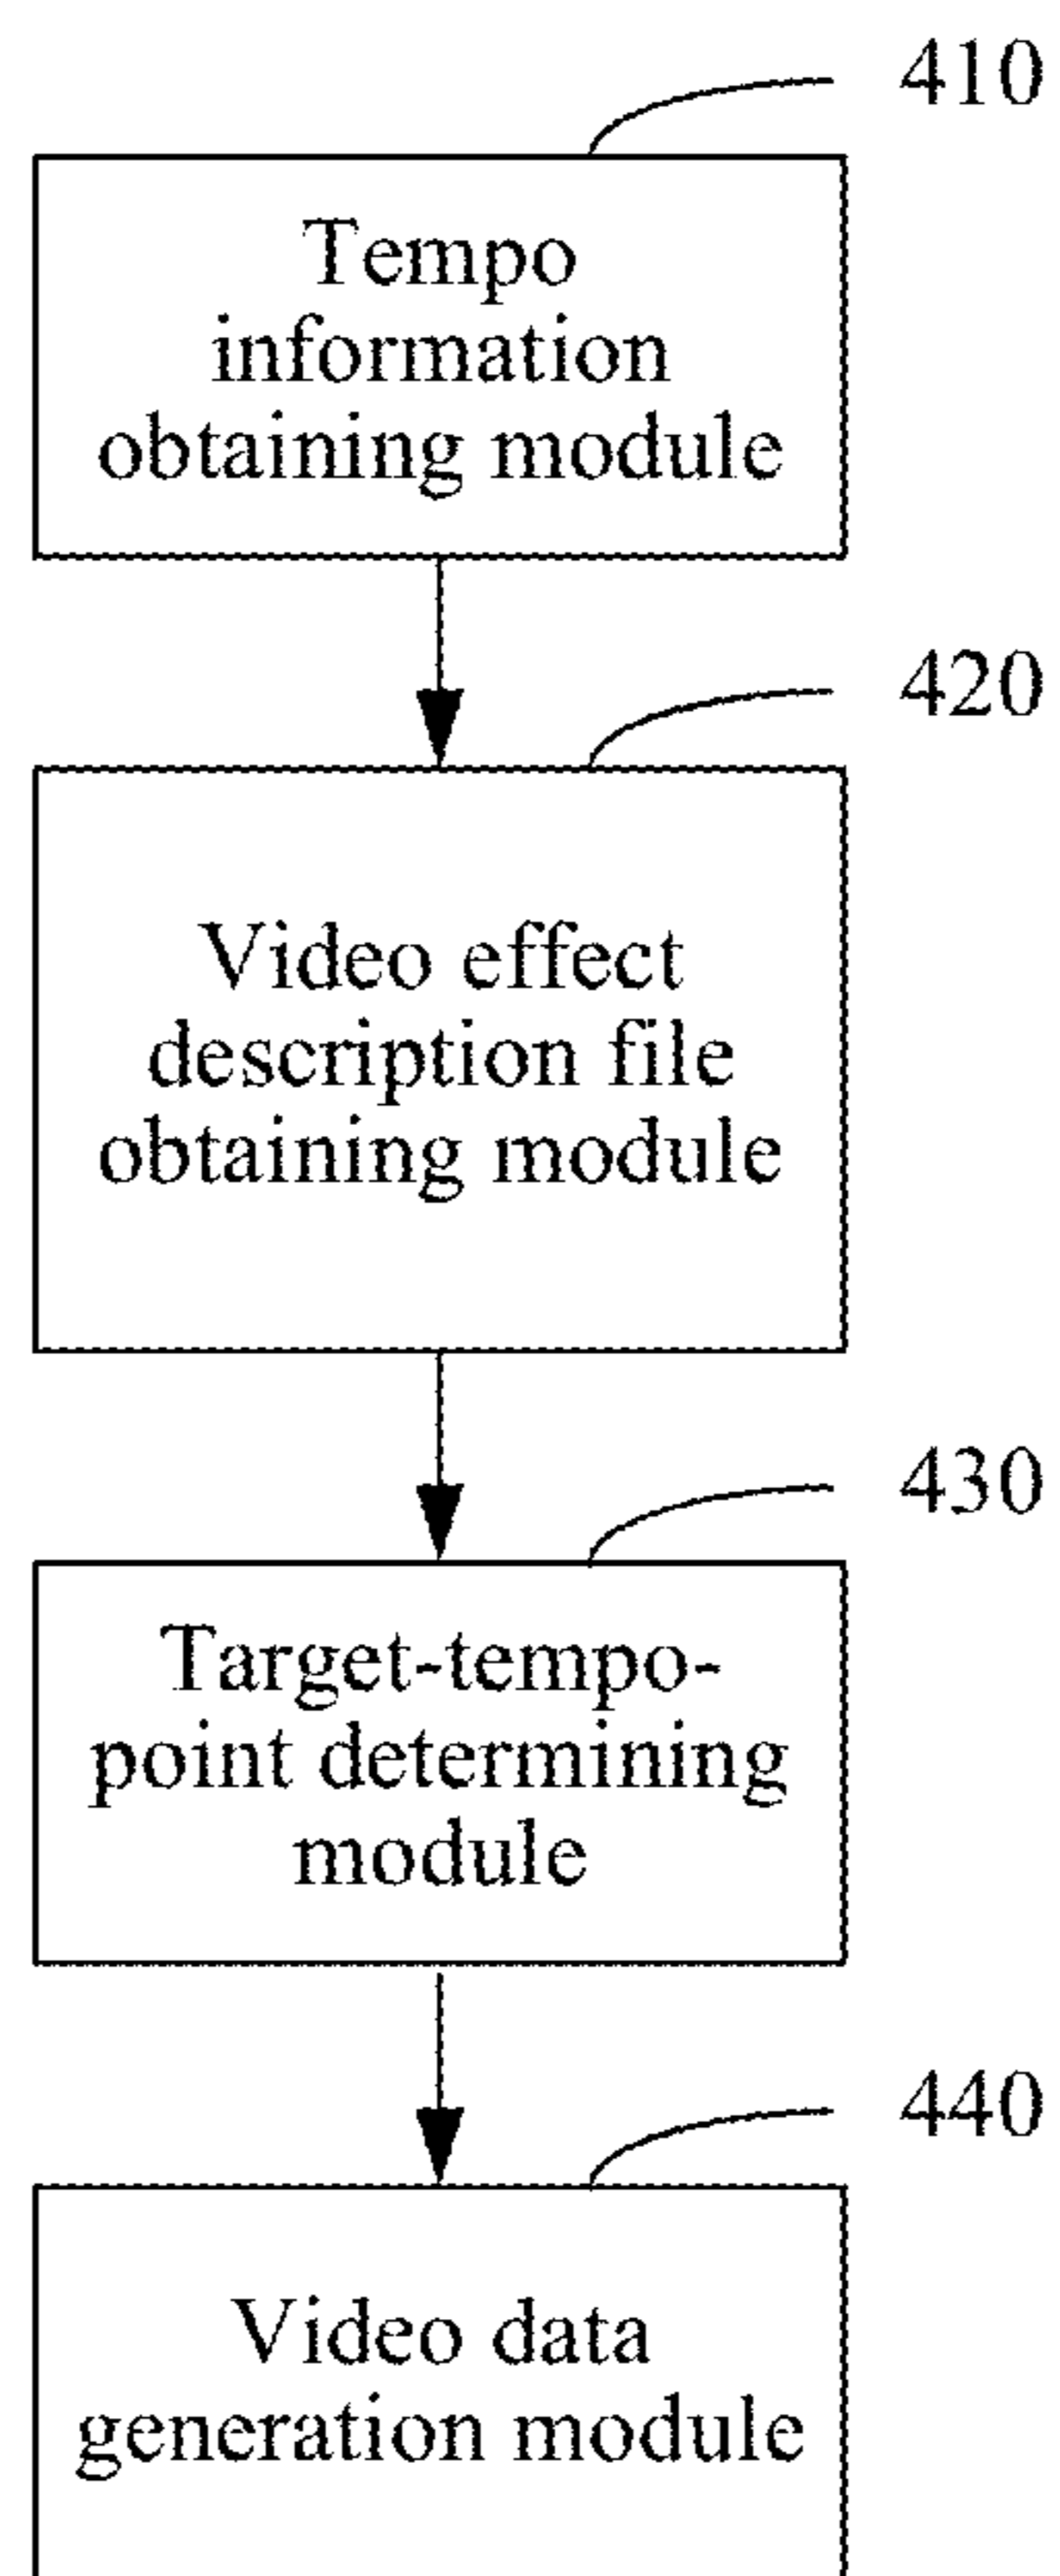 410
Tempo
information
obtaining module
420
Video effect
description file
obtaining module
430
Target-tempo-
point determining
module
440
Video data
generation module